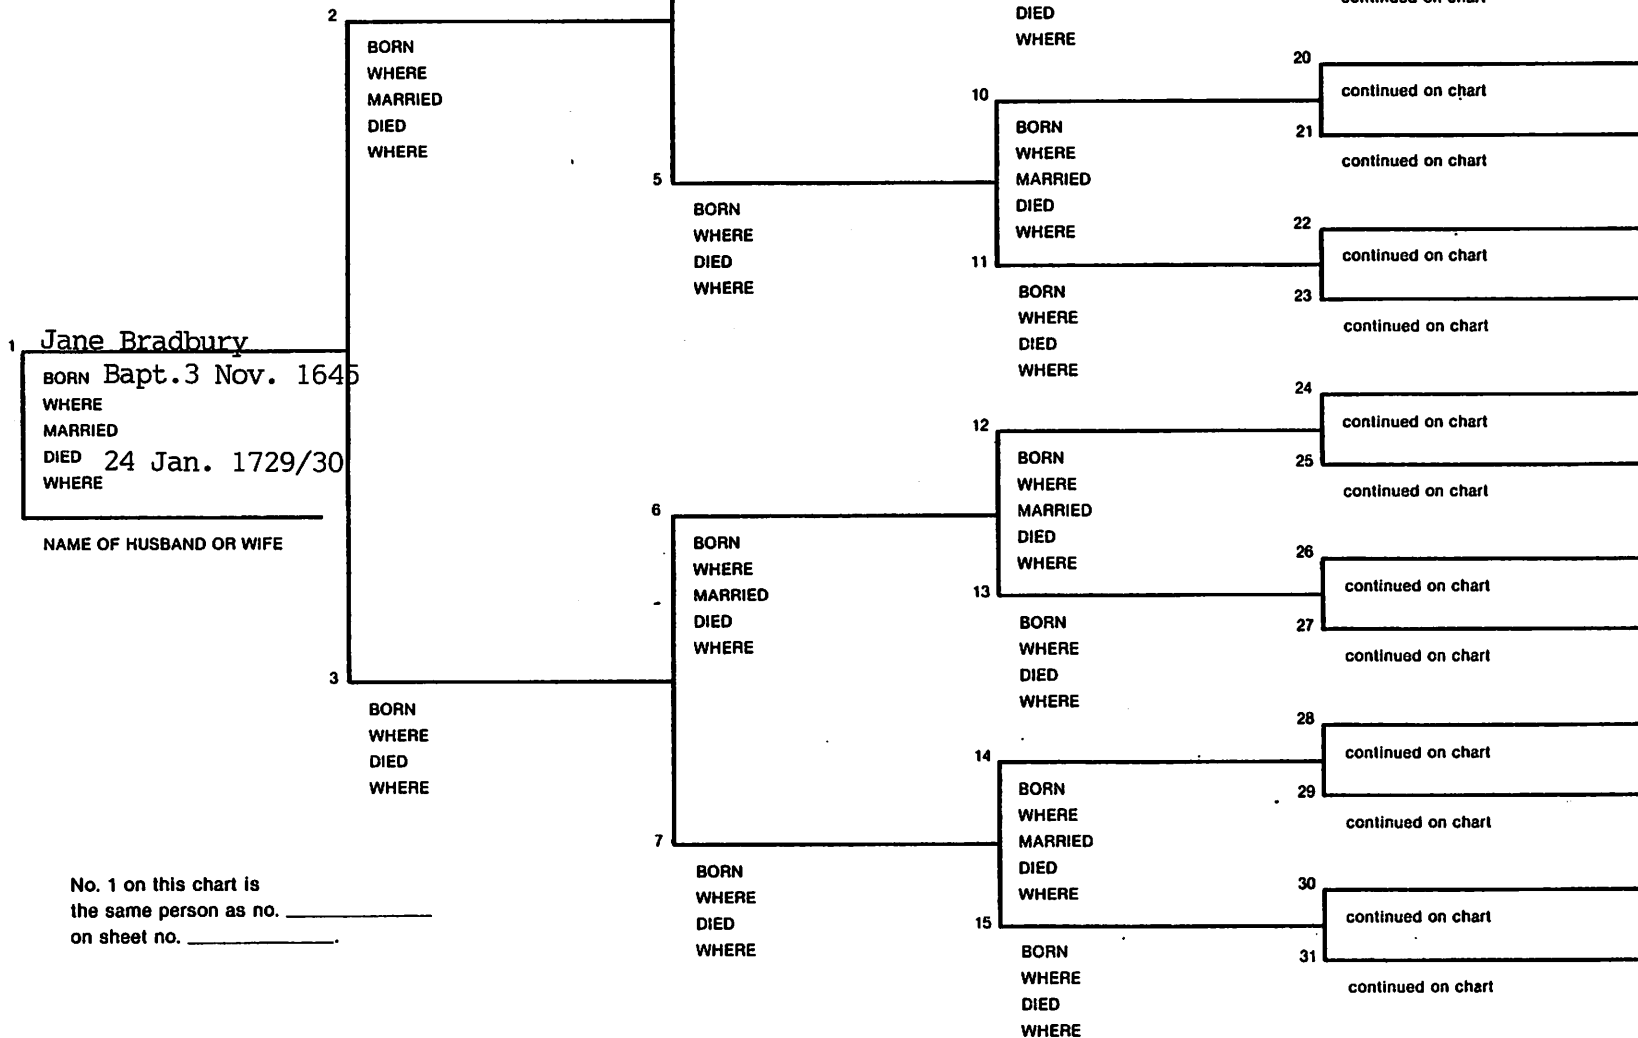 continued on chart
2
DIED
WHERE
BORN
WHERE
MARRIED
DIED
WHERE
20
continued on chart
21
continued on chart
10
BORN
WHERE
MARRIED
DIED
WHERE
5
BORN
WHERE
DIED
WHERE
22
continued on chart
23
continued on chart
11
BORN
WHERE
DIED
WHERE
1 Jane Bradbury
BORN Bapt.3 Nov. 1645
WHERE
MARRIED
DIED 24 Jan. 1729/30
WHERE
NAME OF HUSBAND OR WIFE
24
continued on chart
25
continued on chart
12
BORN
WHERE
MARRIED
DIED
WHERE
6
BORN
WHERE
MARRIED
DIED
WHERE
26
continued on chart
27
continued on chart
13
BORN
WHERE
DIED
WHERE
3
BORN
WHERE
DIED
WHERE
28
continued on chart
29
continued on chart
14
BORN
WHERE
MARRIED
DIED
WHERE
7
BORN
WHERE
DIED
WHERE
30
continued on chart
31
continued on chart
15
BORN
WHERE
DIED
WHERE
No. 1 on this chart is
the same person as no.
on sheet no. .